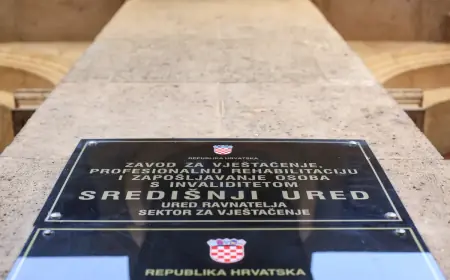 REPUBLIKA HRVATSKA
ZAVOD ZA VJEŠTAČENJE,
PROFESIONALNU REHABILITACIJU
I ZAPOŠLJAVANJE OSOBA
S INVALIDITETOM
SREDIŠNJI URED
URED RAVNATELJA
SEKTOR ZA VJEŠTAČENJE
REPUBLIKA HRVATSKA